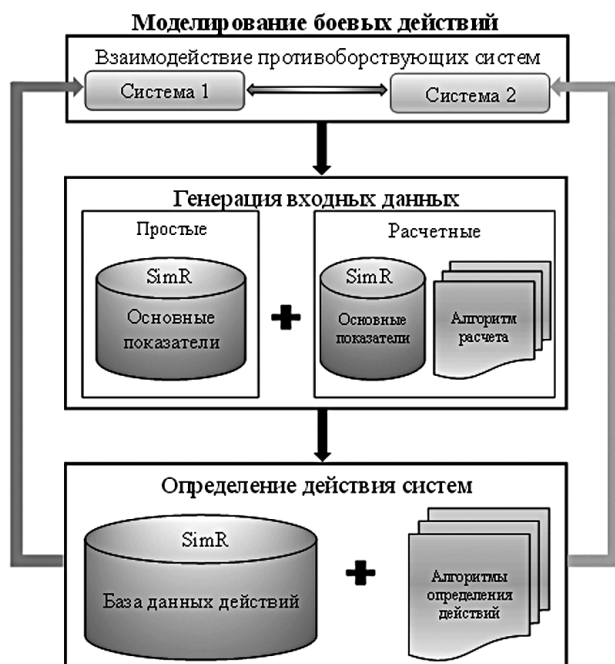 Моделирование боевых действий
Взаимодействие противоборствующих систем
Система 1
Система 2
Генерация входных данных
Простые
SimR
Основные
показатели
Расчетные
SimR
Основные
показатели
Алгоритм
расчета
Определение действия систем
SimR
База данных действий
Алгоритмы
определения
действий